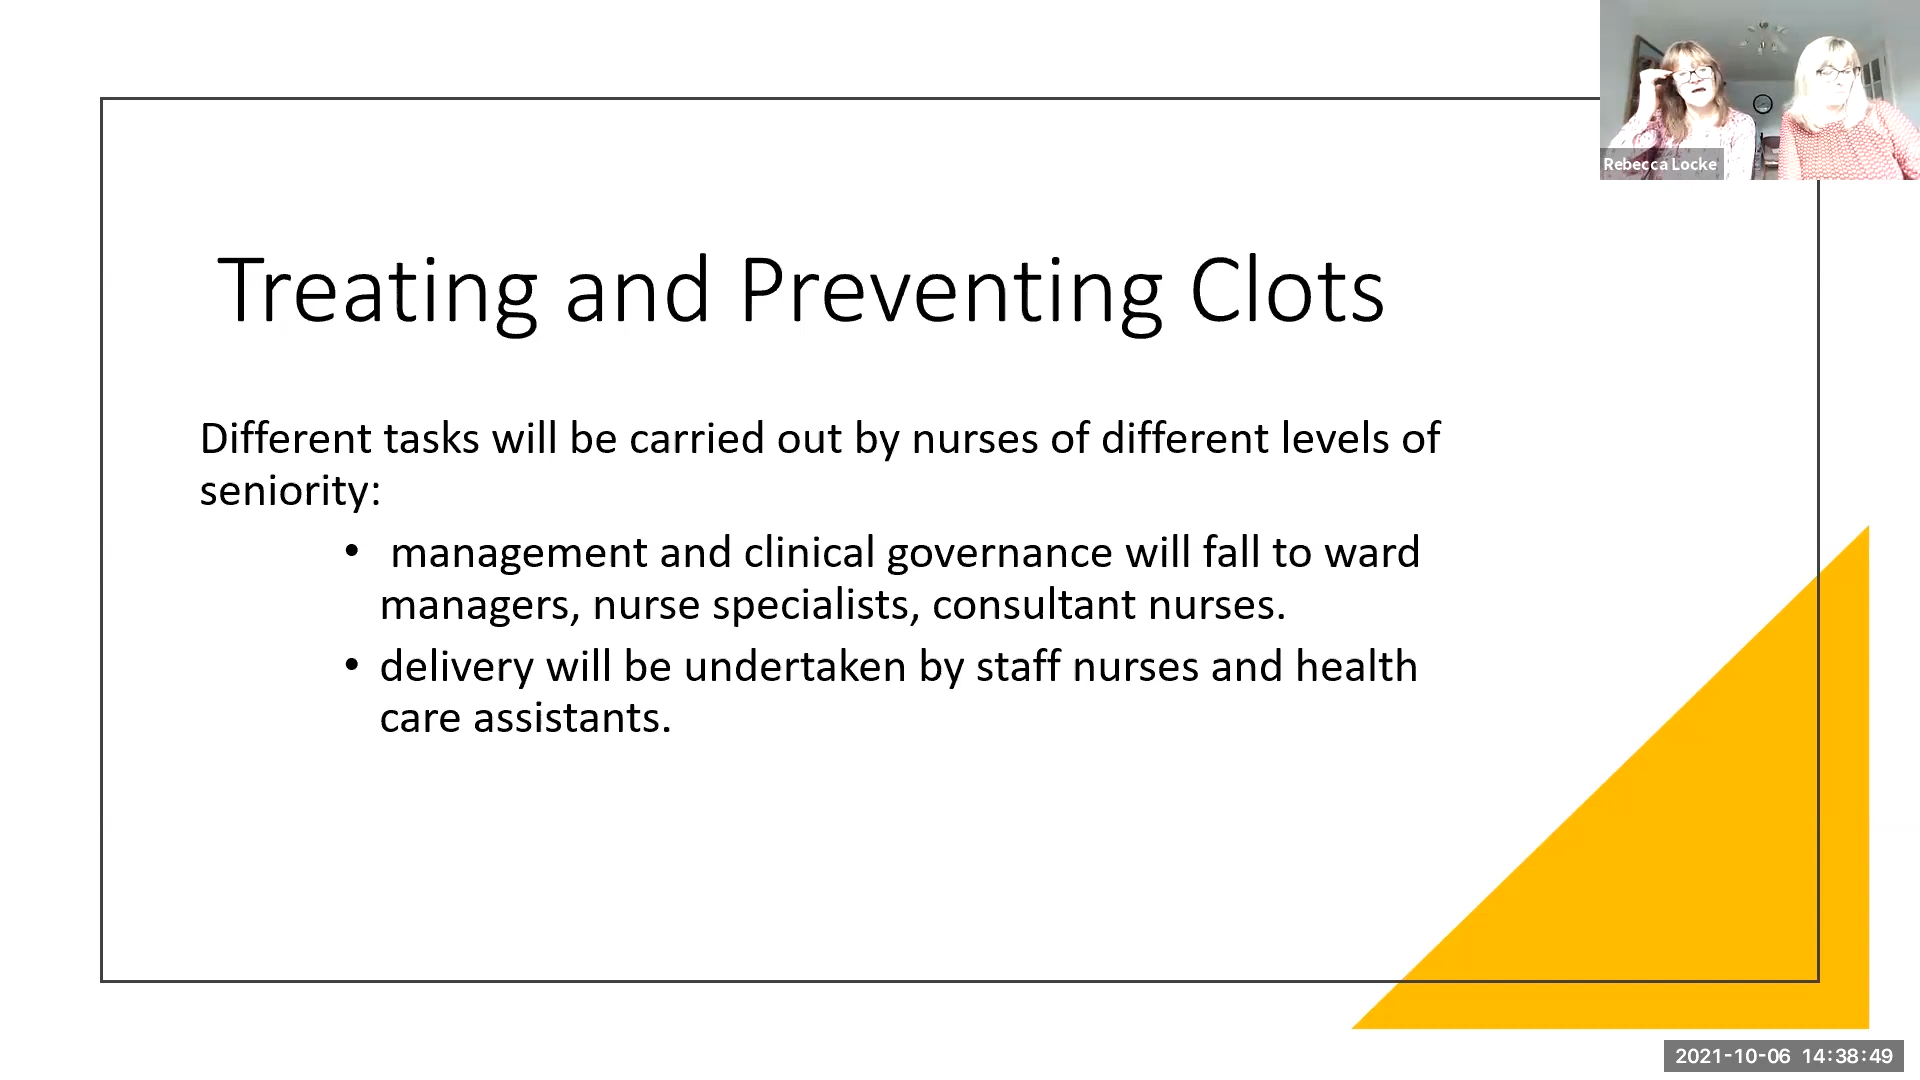 Rebecca Locke
Treating and Preventing Clots
Different tasks will be carried out by nurses of different levels of
seniority:
• management and clinical governance will fall to ward
managers, nurse specialists, consultant nurses.
• delivery will be undertaken by staff nurses and health
care assistants.
2021-10-06 14:38:49